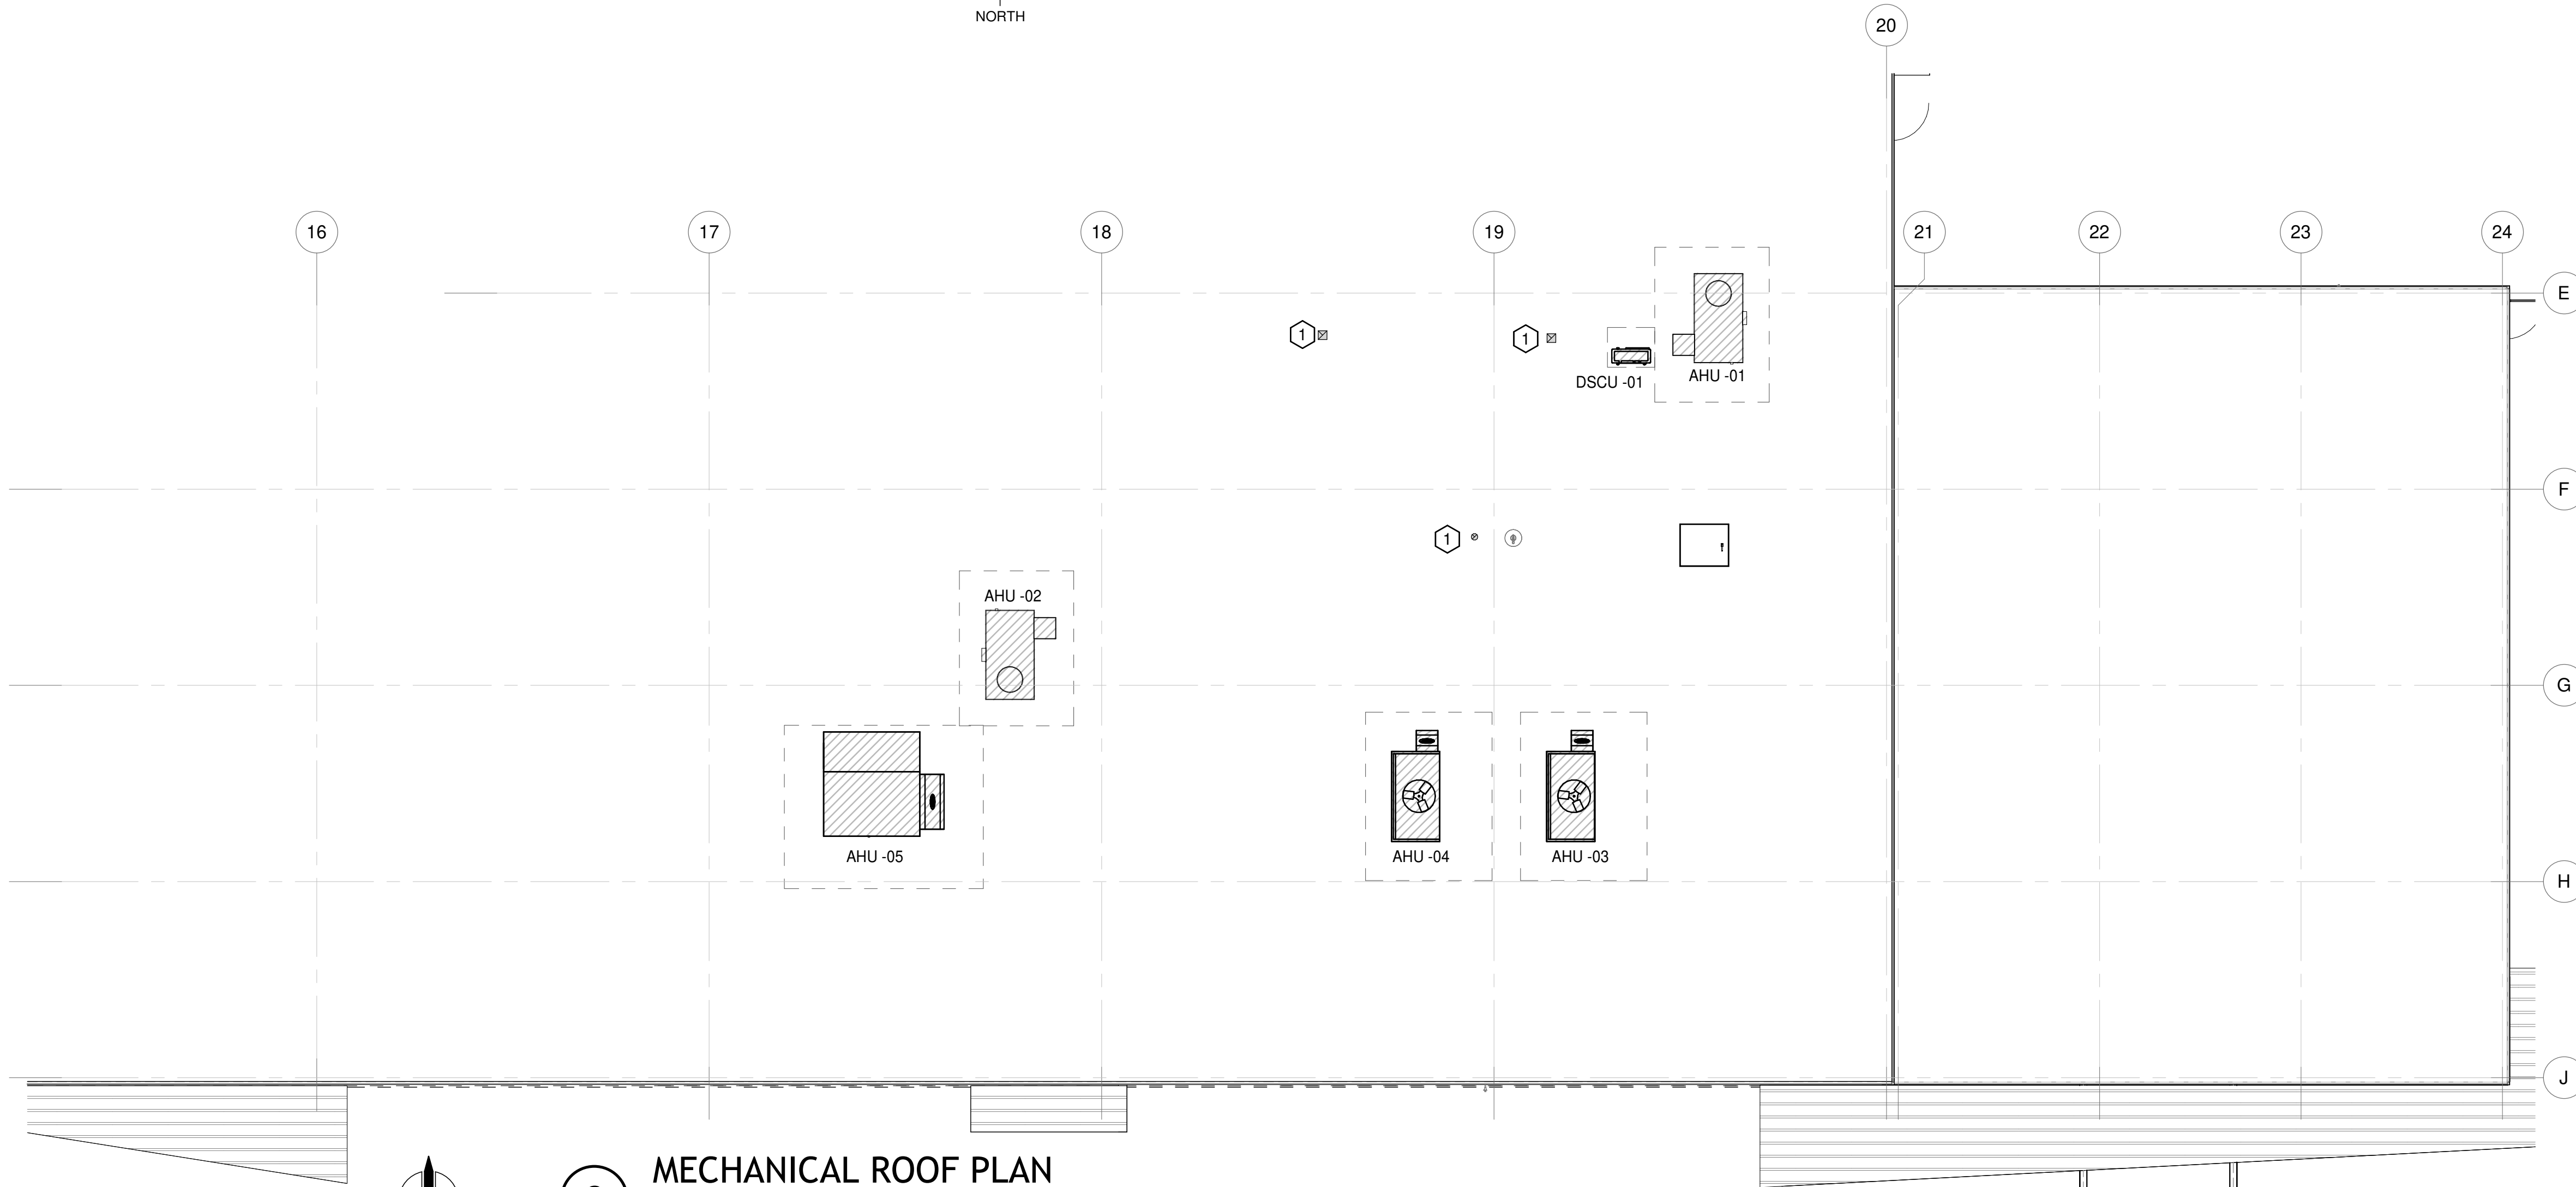 NORTH
20
16
17
18
19
21
22
23
24
E
1
1
DSCU -01
AHU -01
F
1
AHU -02
G
AHU -05
AHU -04
AHU -03
H
J
MECHANICAL ROOF PLAN